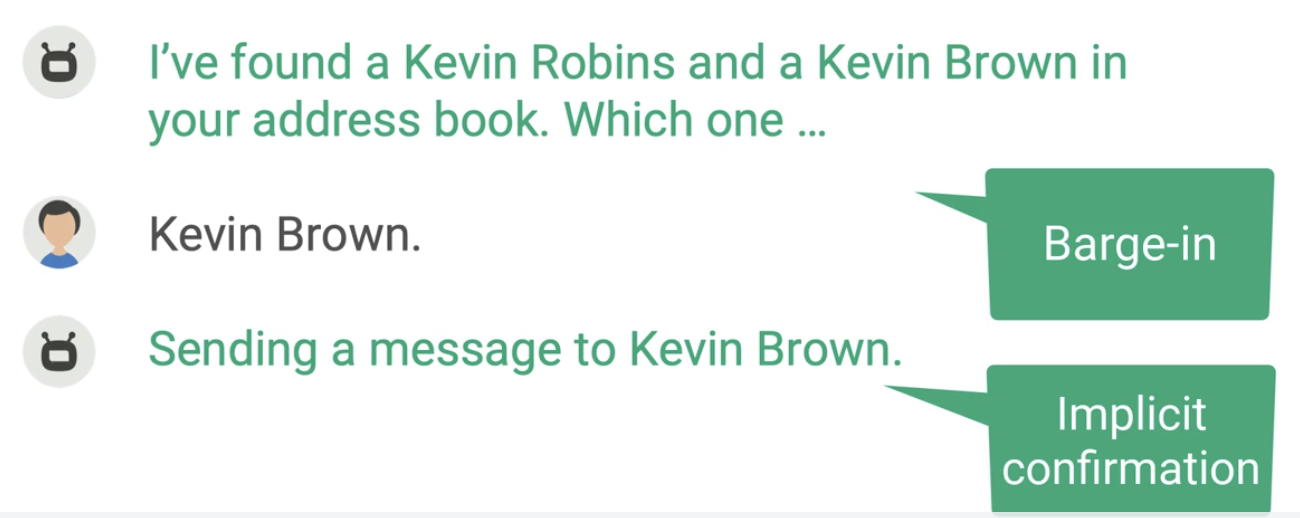 I’ve found a Kevin Robins and a Kevin Brown in
your address book. Which one ...
Kevin Brown.
Barge-in
Sending a message to Kevin Brown.
Implicit
confirmation